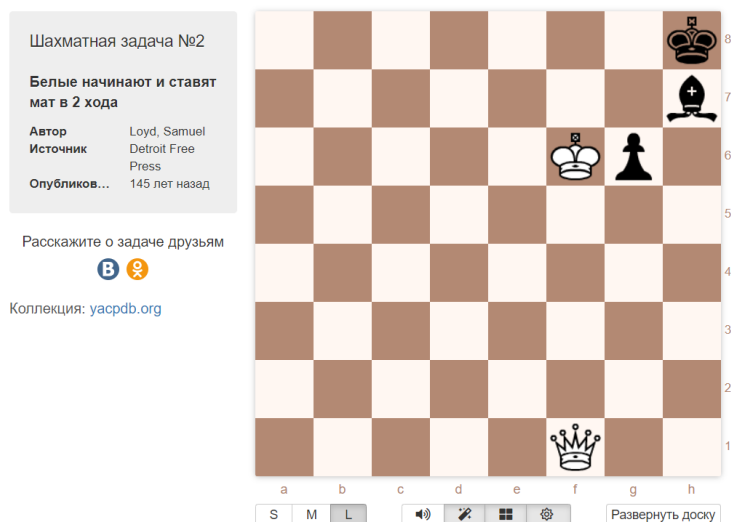 Шахматная задача №2
Белые начинают и ставят
мат в 2 хода
Автор Loyd, Samuel
Источник Detroit Free
Press
Опубликов... 145 лет назад
Расскажите о задаче друзьям
Коллекция: yacpdb.org
8
7
6
5
4
3
2
1
a b c d e f g h
S M L Развернуть доску